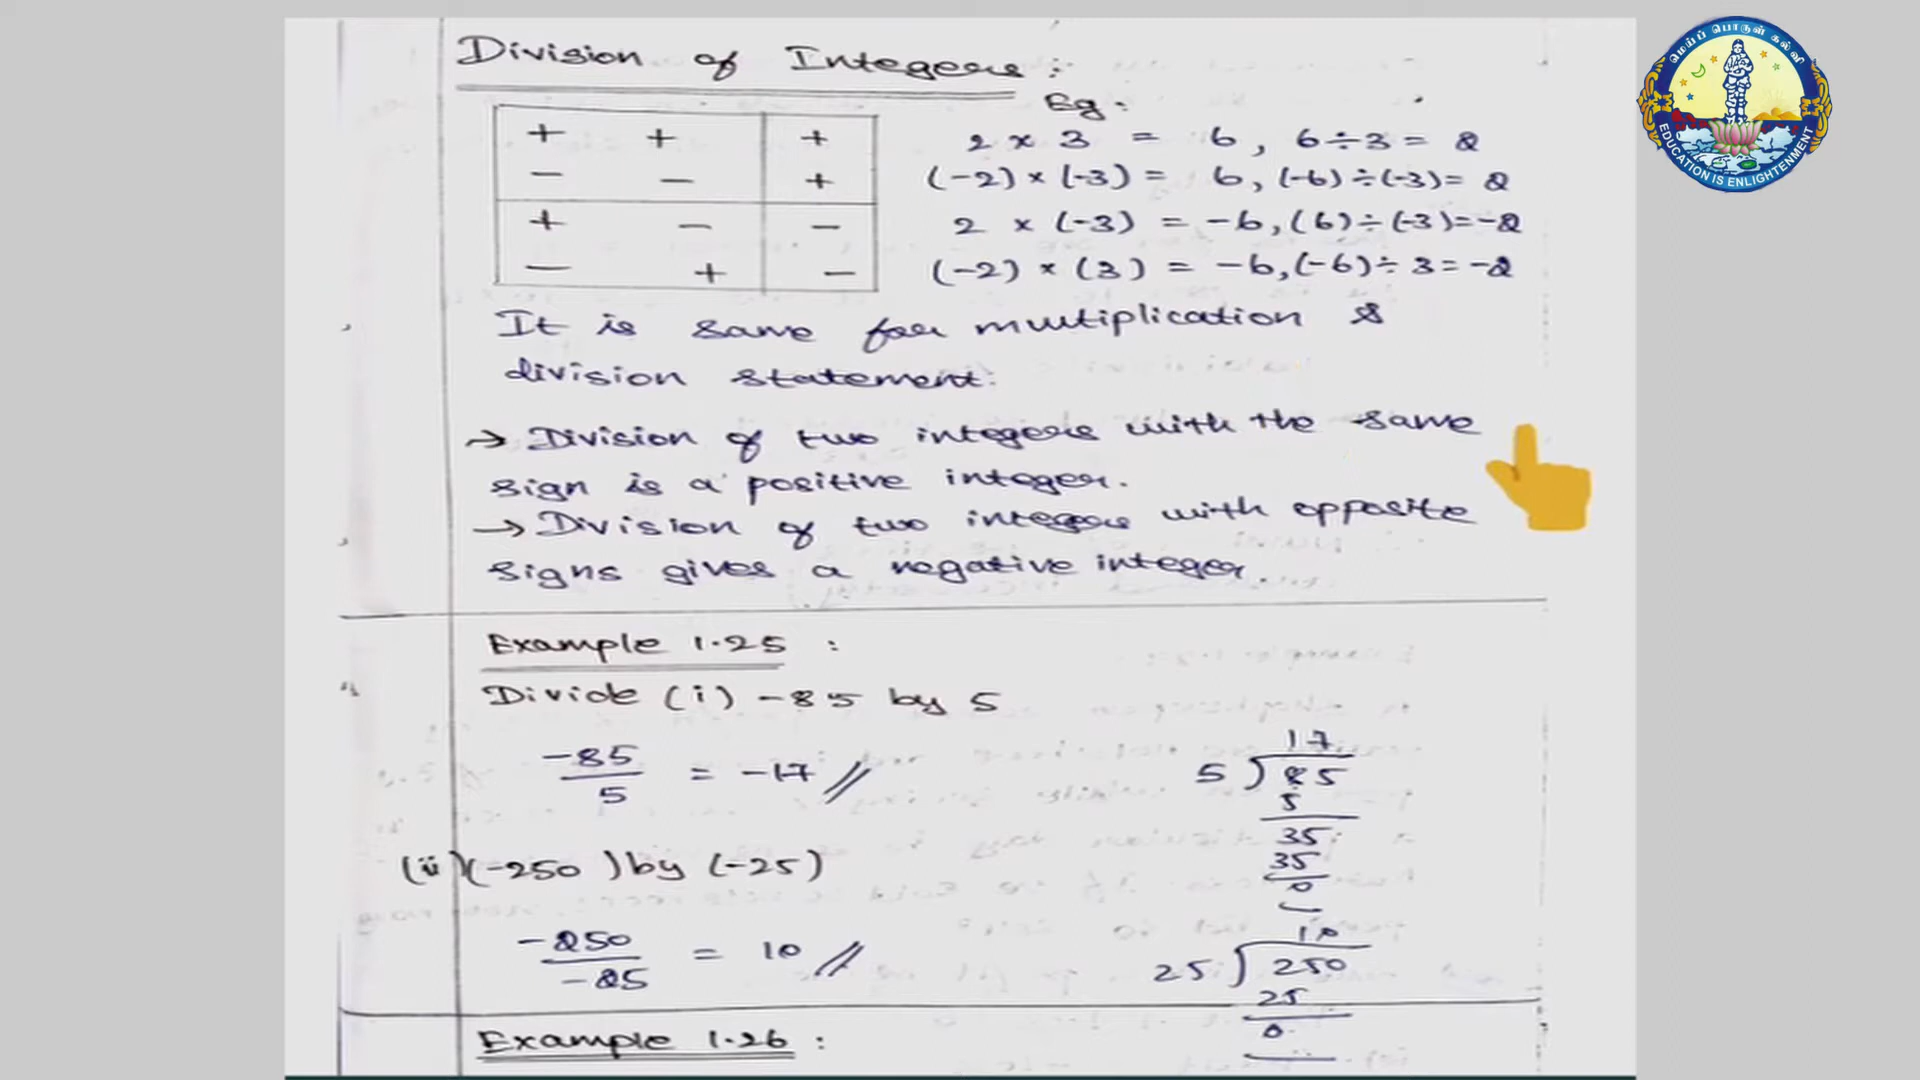 Division of Integers :
Eg :
+ + +
- - +
+ - -
- + -
2 × 3 = 6, 6÷3 = 2
(-2) × (-3) = 6, (-6)÷(-3)= 2
2 × (-3) = -6, (6)÷(-3)=-2
(-2) × (3) = -6,(-6)÷ 3=-2
It is same for multiplication &
division statement:
→ Division of two integers with the same
sign is a positive integer.
→ Division of two integers with opposite
signs gives a negative integer.
Example 1.25 :
Divide (i) -85 by 5
-85
5
= -17 //
17
5 ) 85
5
35
35
0
(ii) (-250) by (-25)
-250
-25
= 10 //
10
25 ) 250
25
0
Example 1.26 :
மெய்ப் பொருள் கல்வி
EDUCATION IS ENLIGHTENMENT